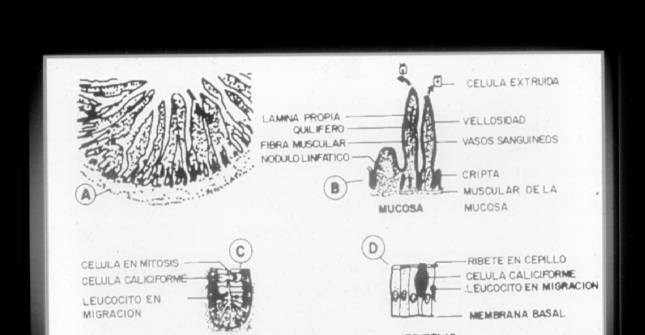 CELULA EXTRUIDA
LAMINA PROPIA
QUILIFERO
FIBRA MUSCULAR
NODULO LINFATICO
VELLOSIDAD
VASOS SANGUINEOS
CRIPTA
MUSCULAR DE LA
MUCOSA
A
B
MUCOSA
C
CELULA EN MITOSIS
CELULA CALICIFORME
LEUCOCITO EN
MIGRACION
D
RIBETE EN CEPILLO
CELULA CALICIFORME
LEUCOCITO EN MIGRACION
MEMBRANA BASAL